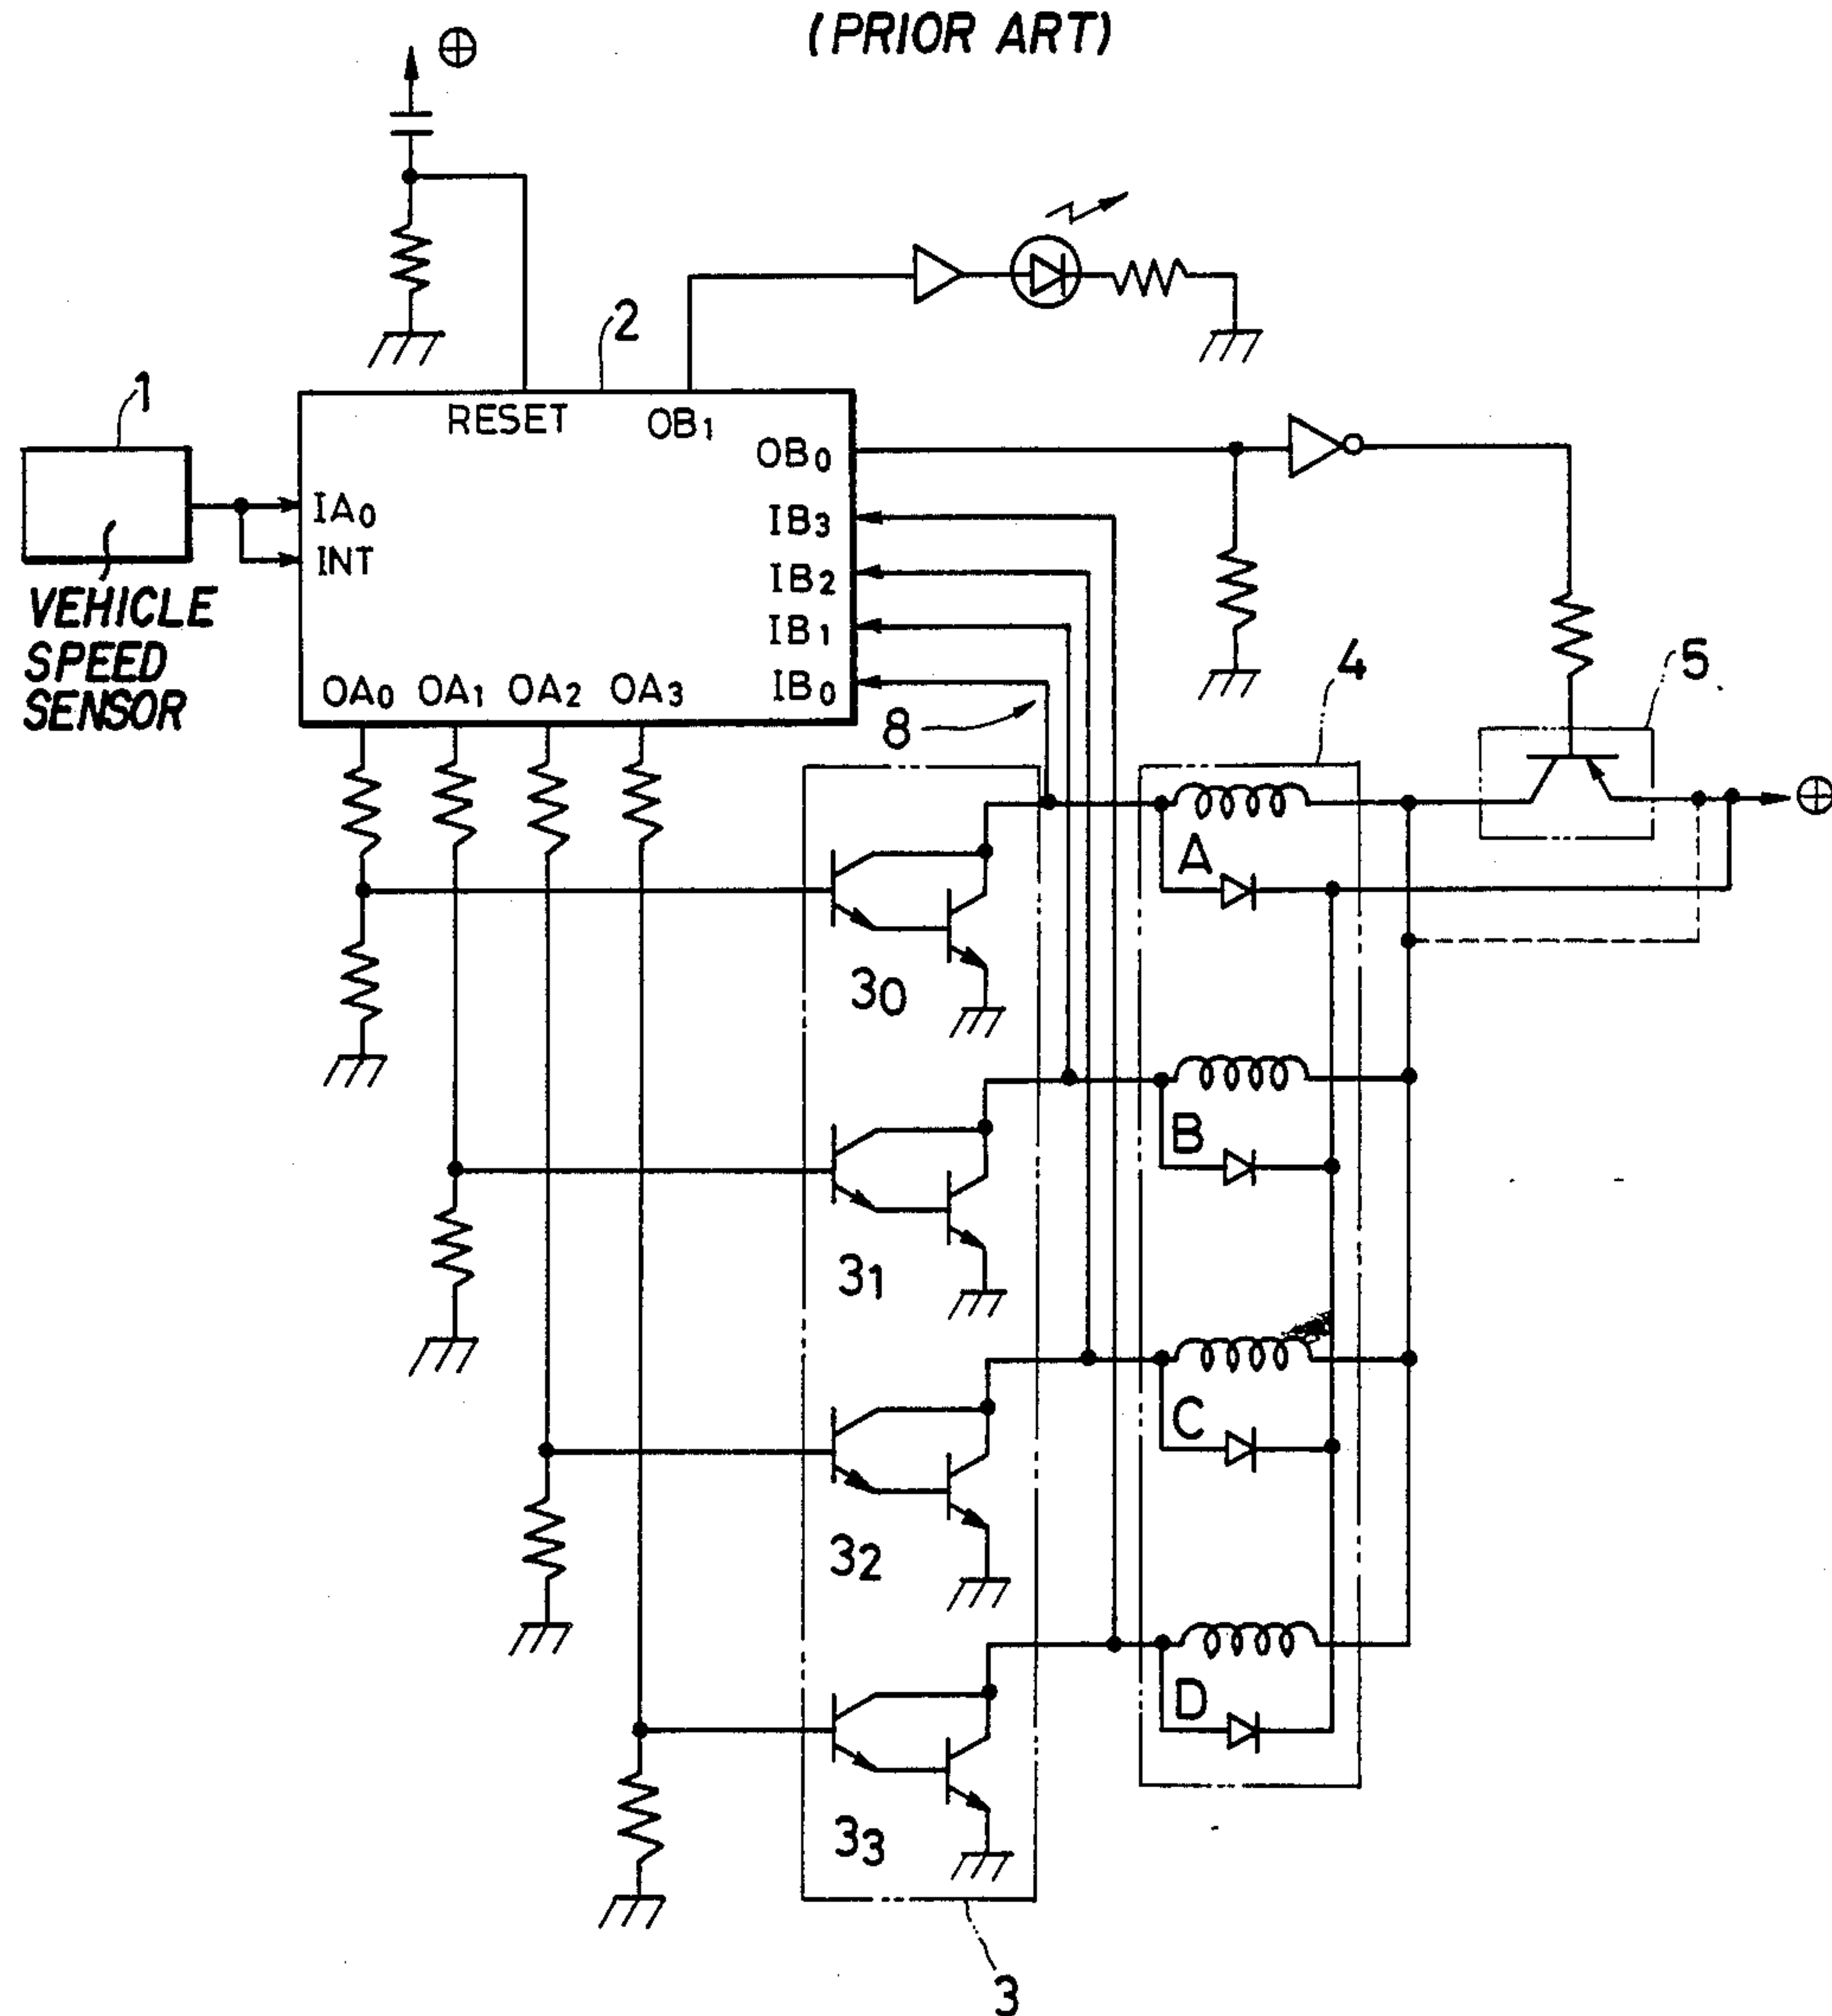 (PRIOR ART)
⊕
2
1
RESET
OB₁
OB₀
IA₀
IB₃
INT
IB₂
VEHICLE
SPEED
SENSOR
IB₁
IB₀
OA₀ OA₁ OA₂ OA₃
4
5
8
⊕
A
3₀
B
3₁
C
3₂
D
3₃
3